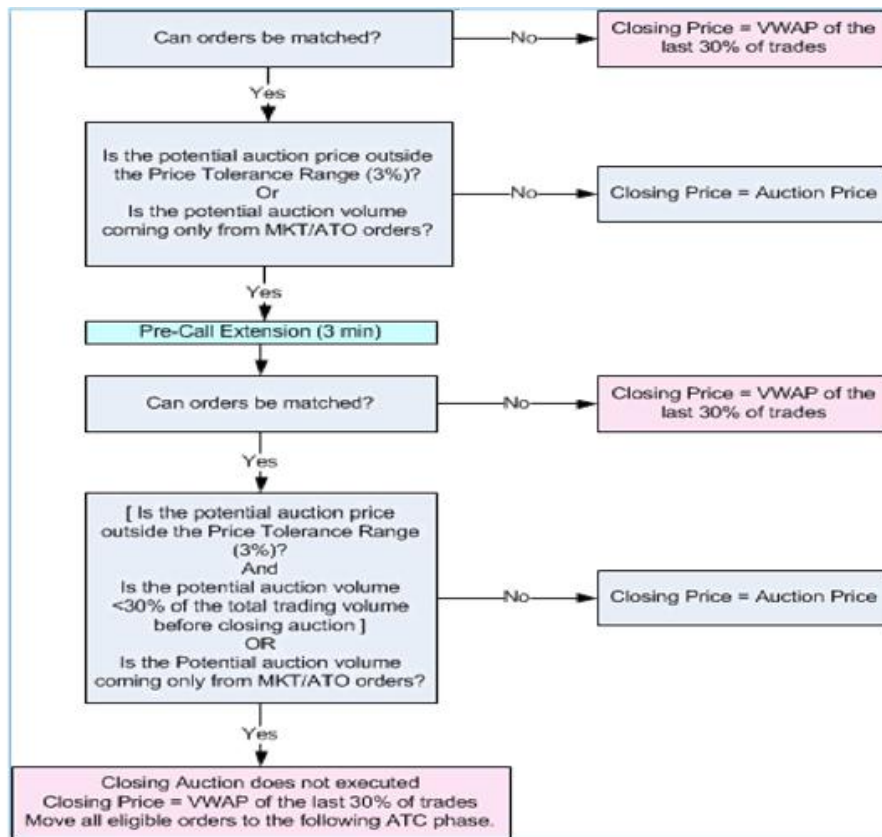 Can orders be matched?
No
Closing Price = VWAP of the
last 30% of trades
Yes
Is the potential auction price outside
the Price Tolerance Range (3%)?
Or
Is the potential auction volume
coming only from MKT/ATO orders?
No
Closing Price = Auction Price
Yes
Pre-Call Extension (3 min)
Can orders be matched?
No
Closing Price = VWAP of the
last 30% of trades
Yes
[ Is the potential auction price
outside the Price Tolerance Range
(3%)?
And
Is the potential auction volume
<30% of the total trading volume
before closing auction ]
OR
Is the Potential auction volume
coming only from MKT/ATO orders?
No
Closing Price = Auction Price
Yes
Closing Auction does not executed
Closing Price = VWAP of the last 30% of trades
Move all eligible orders to the following ATC phase.